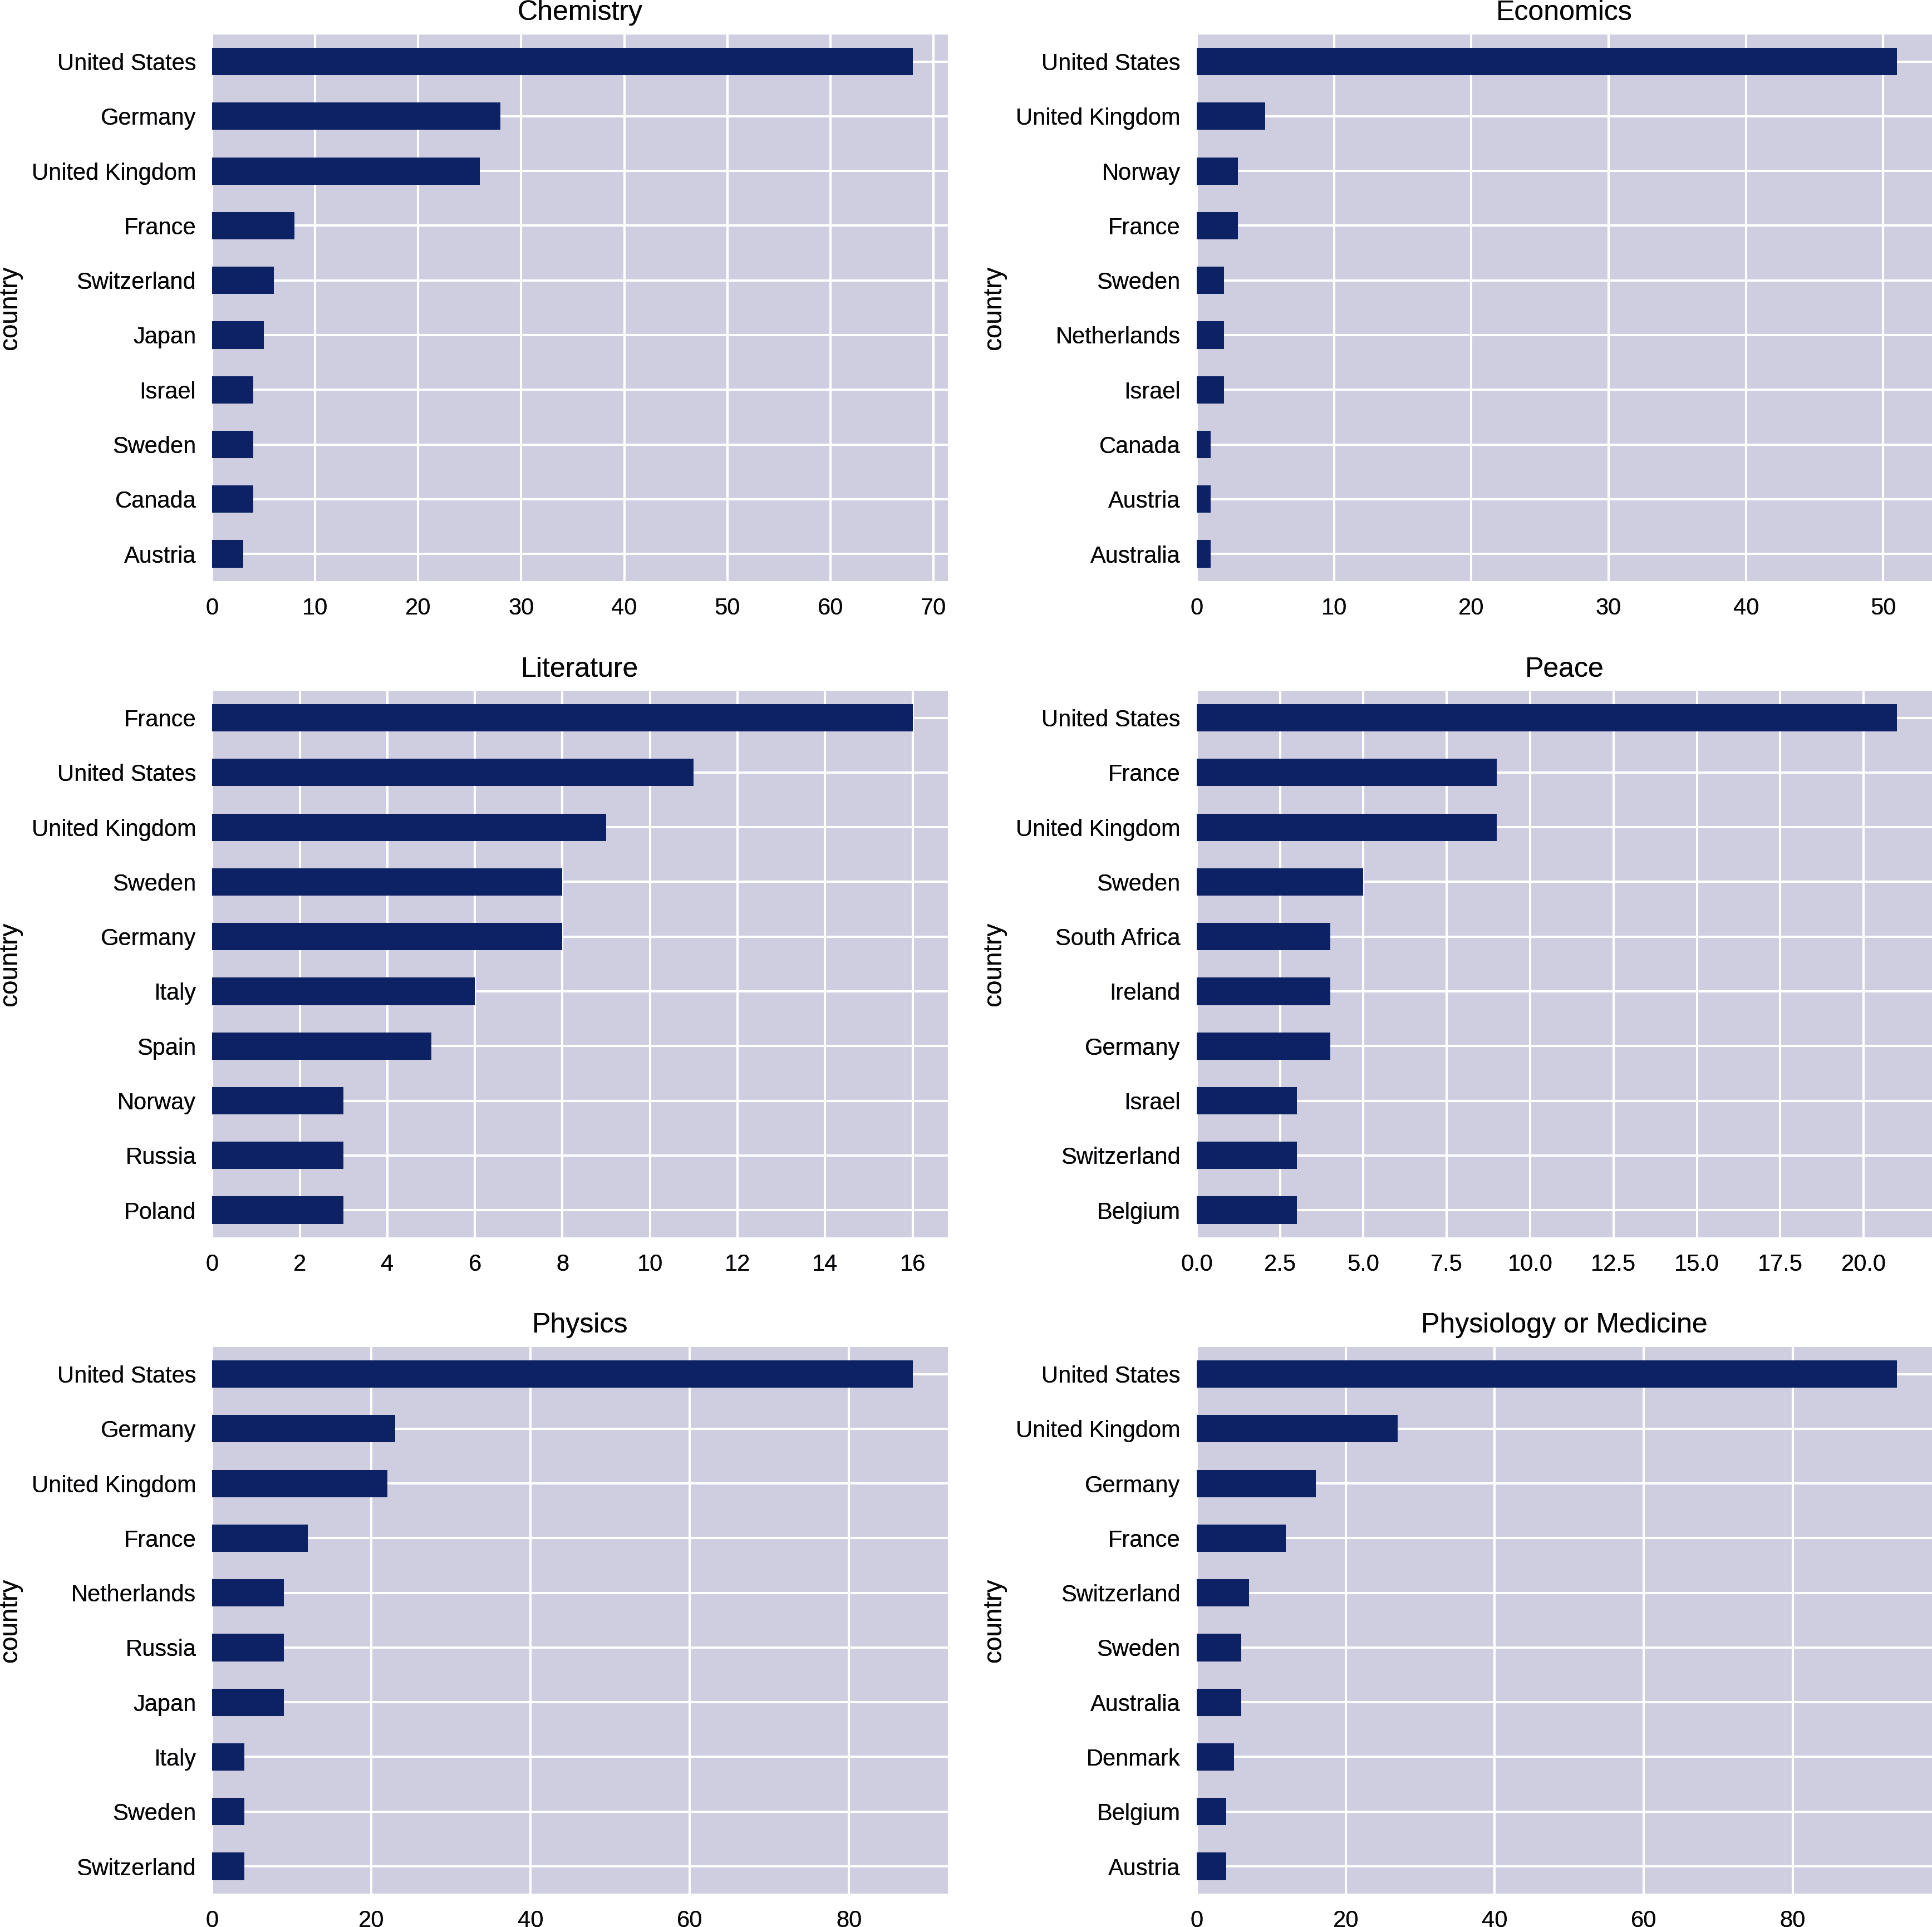 Chemistry
United States
Germany
United Kingdom
France
Switzerland
Japan
Israel
Sweden
Canada
Austria
country
0 10 20 30 40 50 60 70
Economics
United States
United Kingdom
Norway
France
Sweden
Netherlands
Israel
Canada
Austria
Australia
country
0 10 20 30 40 50
Literature
France
United States
United Kingdom
Sweden
Germany
Italy
Spain
Norway
Russia
Poland
country
0 2 4 6 8 10 12 14 16
Peace
United States
France
United Kingdom
Sweden
South Africa
Ireland
Germany
Israel
Switzerland
Belgium
country
0.0 2.5 5.0 7.5 10.0 12.5 15.0 17.5 20.0
Physics
United States
Germany
United Kingdom
France
Netherlands
Russia
Japan
Italy
Sweden
Switzerland
country
0 20 40 60 80
Physiology or Medicine
United States
United Kingdom
Germany
France
Switzerland
Sweden
Australia
Denmark
Belgium
Austria
country
0 20 40 60 80